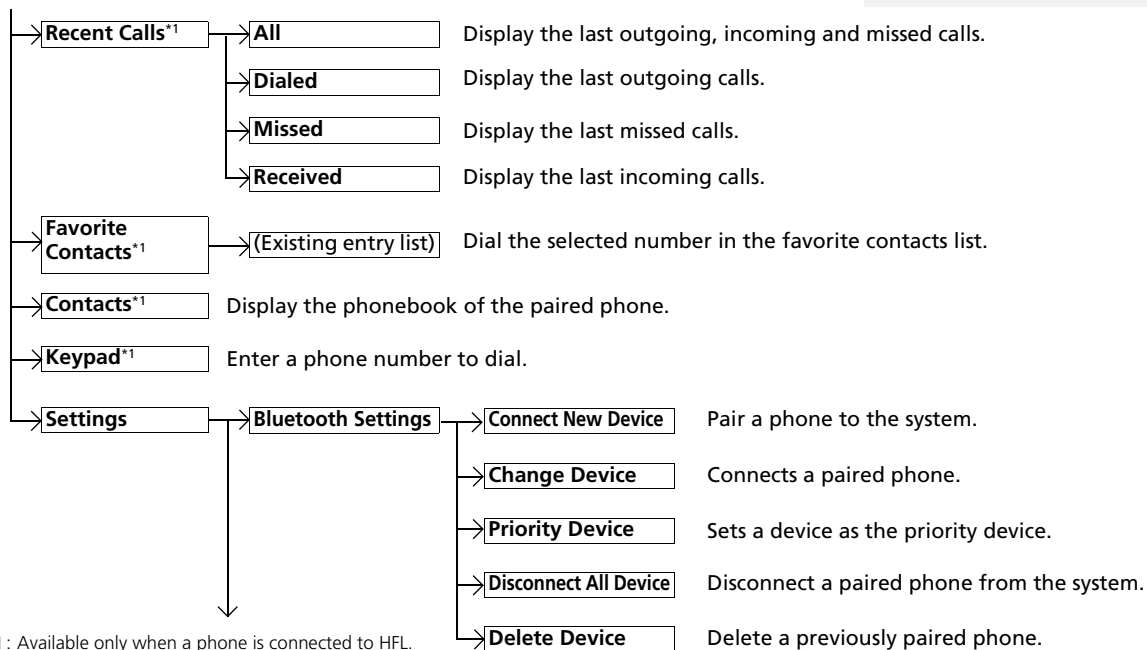 Recent Calls*1 All Display the last outgoing, incoming and missed calls.
Dialed Display the last outgoing calls.
Missed Display the last missed calls.
Received Display the last incoming calls.
Favorite
Contacts*1 (Existing entry list) Dial the selected number in the favorite contacts list.
Contacts*1 Display the phonebook of the paired phone.
Keypad*1 Enter a phone number to dial.
Settings Bluetooth Settings Connect New Device Pair a phone to the system.
Change Device Connects a paired phone.
Priority Device Sets a device as the priority device.
Disconnect All Device Disconnect a paired phone from the system.
Delete Device Delete a previously paired phone.
1 : Available only when a phone is connected to HFL.